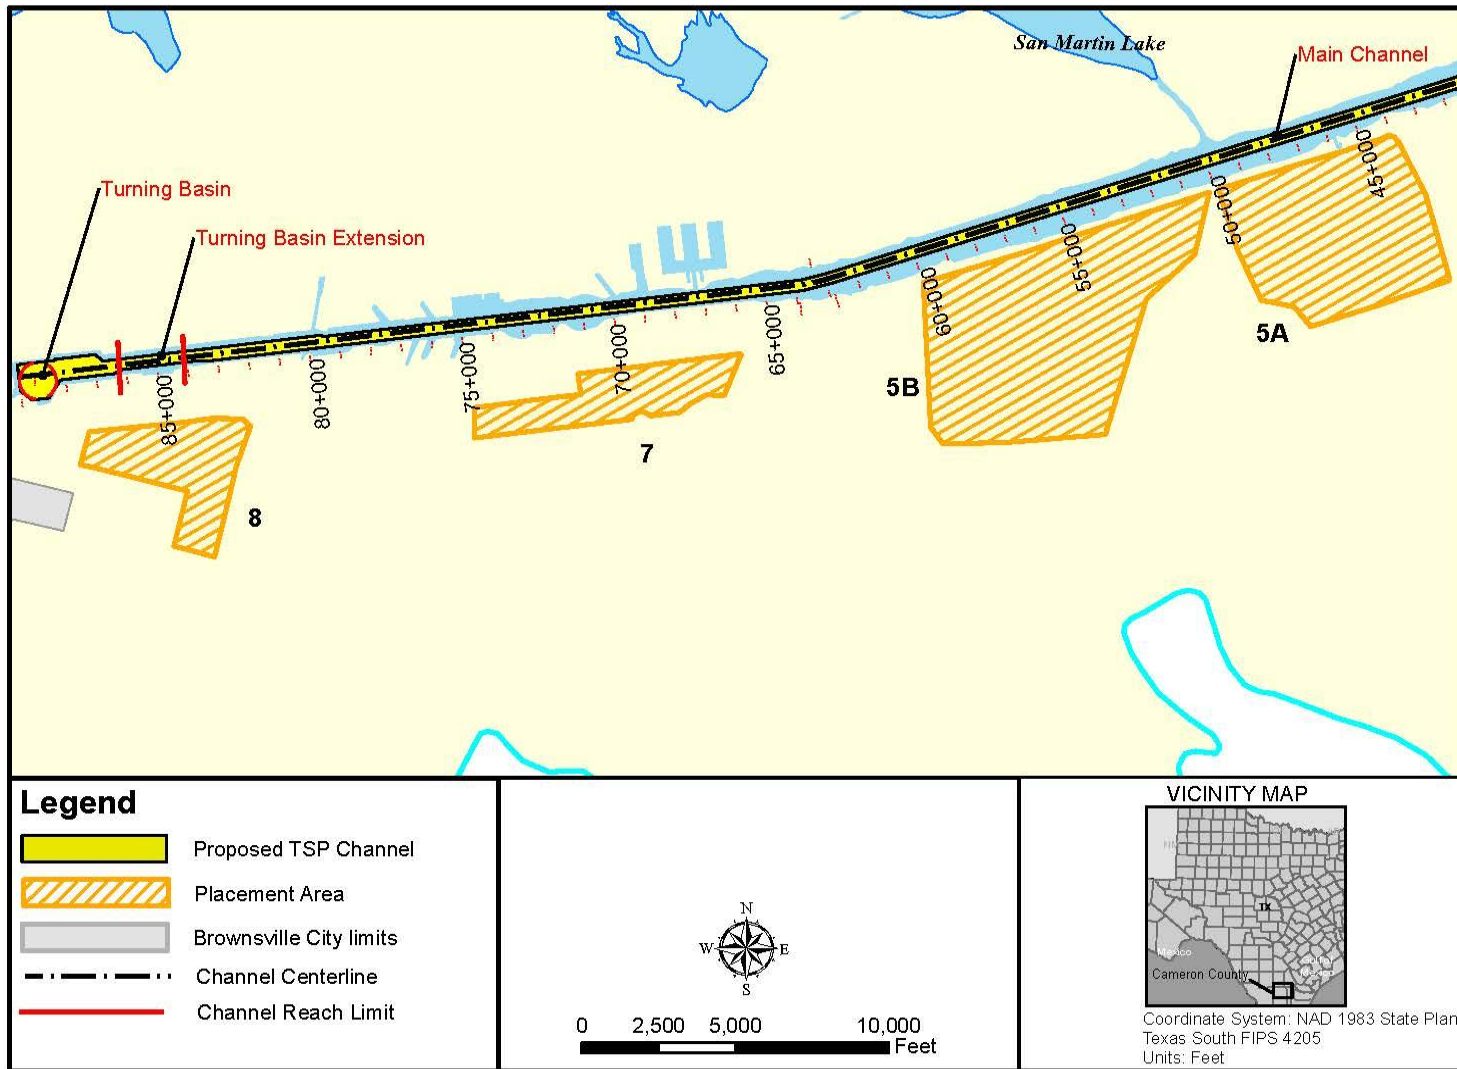 San Martin Lake
Main Channel
Turning Basin
Turning Basin Extension
45+000
50+000
55+000
60+000
65+000
70+000
75+000
80+000
85+000
5A
5B
7
8
Legend
Proposed TSP Channel
Placement Area
Brownsville City limits
Channel Centerline
Channel Reach Limit
N
W
E
S
0
2,500
5,000
10,000
Feet
VICINITY MAP
TX
Mexico
Mexico
Cameron County
Coordinate System: NAD 1983 State Plan
Texas South FIPS 4205
Units: Feet